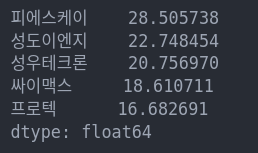 피에스케이 28.505738
성도이엔지 22.748454
성우테크론 20.756970
싸이맥스 18.610711
프로텍 16.682691
dtype: float64